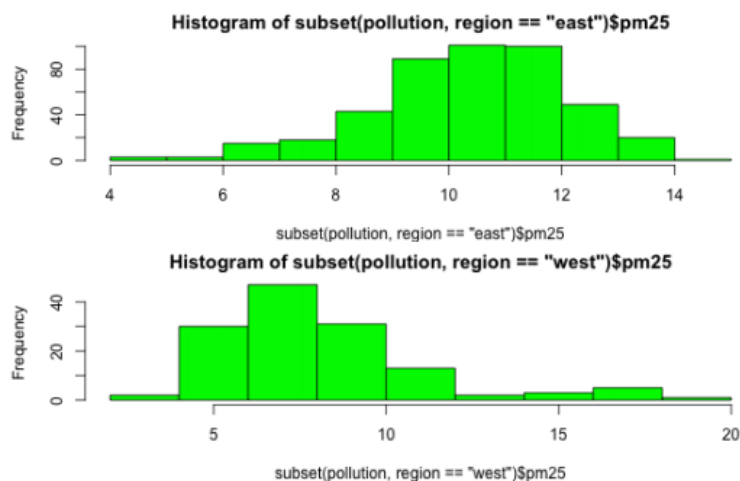 Histogram of subset(pollution, region == "east")$pm25
Frequency
80
40
0
4 6 8 10 12 14
subset(pollution, region == "east")$pm25
Histogram of subset(pollution, region == "west")$pm25
Frequency
40
20
0
5 10 15 20
subset(pollution, region == "west")$pm25